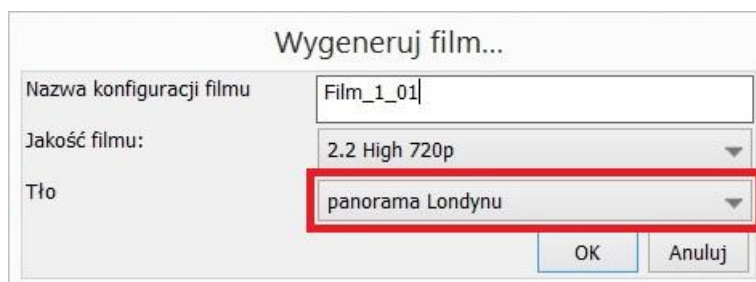 Wygeneruj film...
Nazwa konfiguracji filmu Film_1_01
Jakość filmu: 2.2 High 720p
Tło panorama Londynu
OK Anuluj